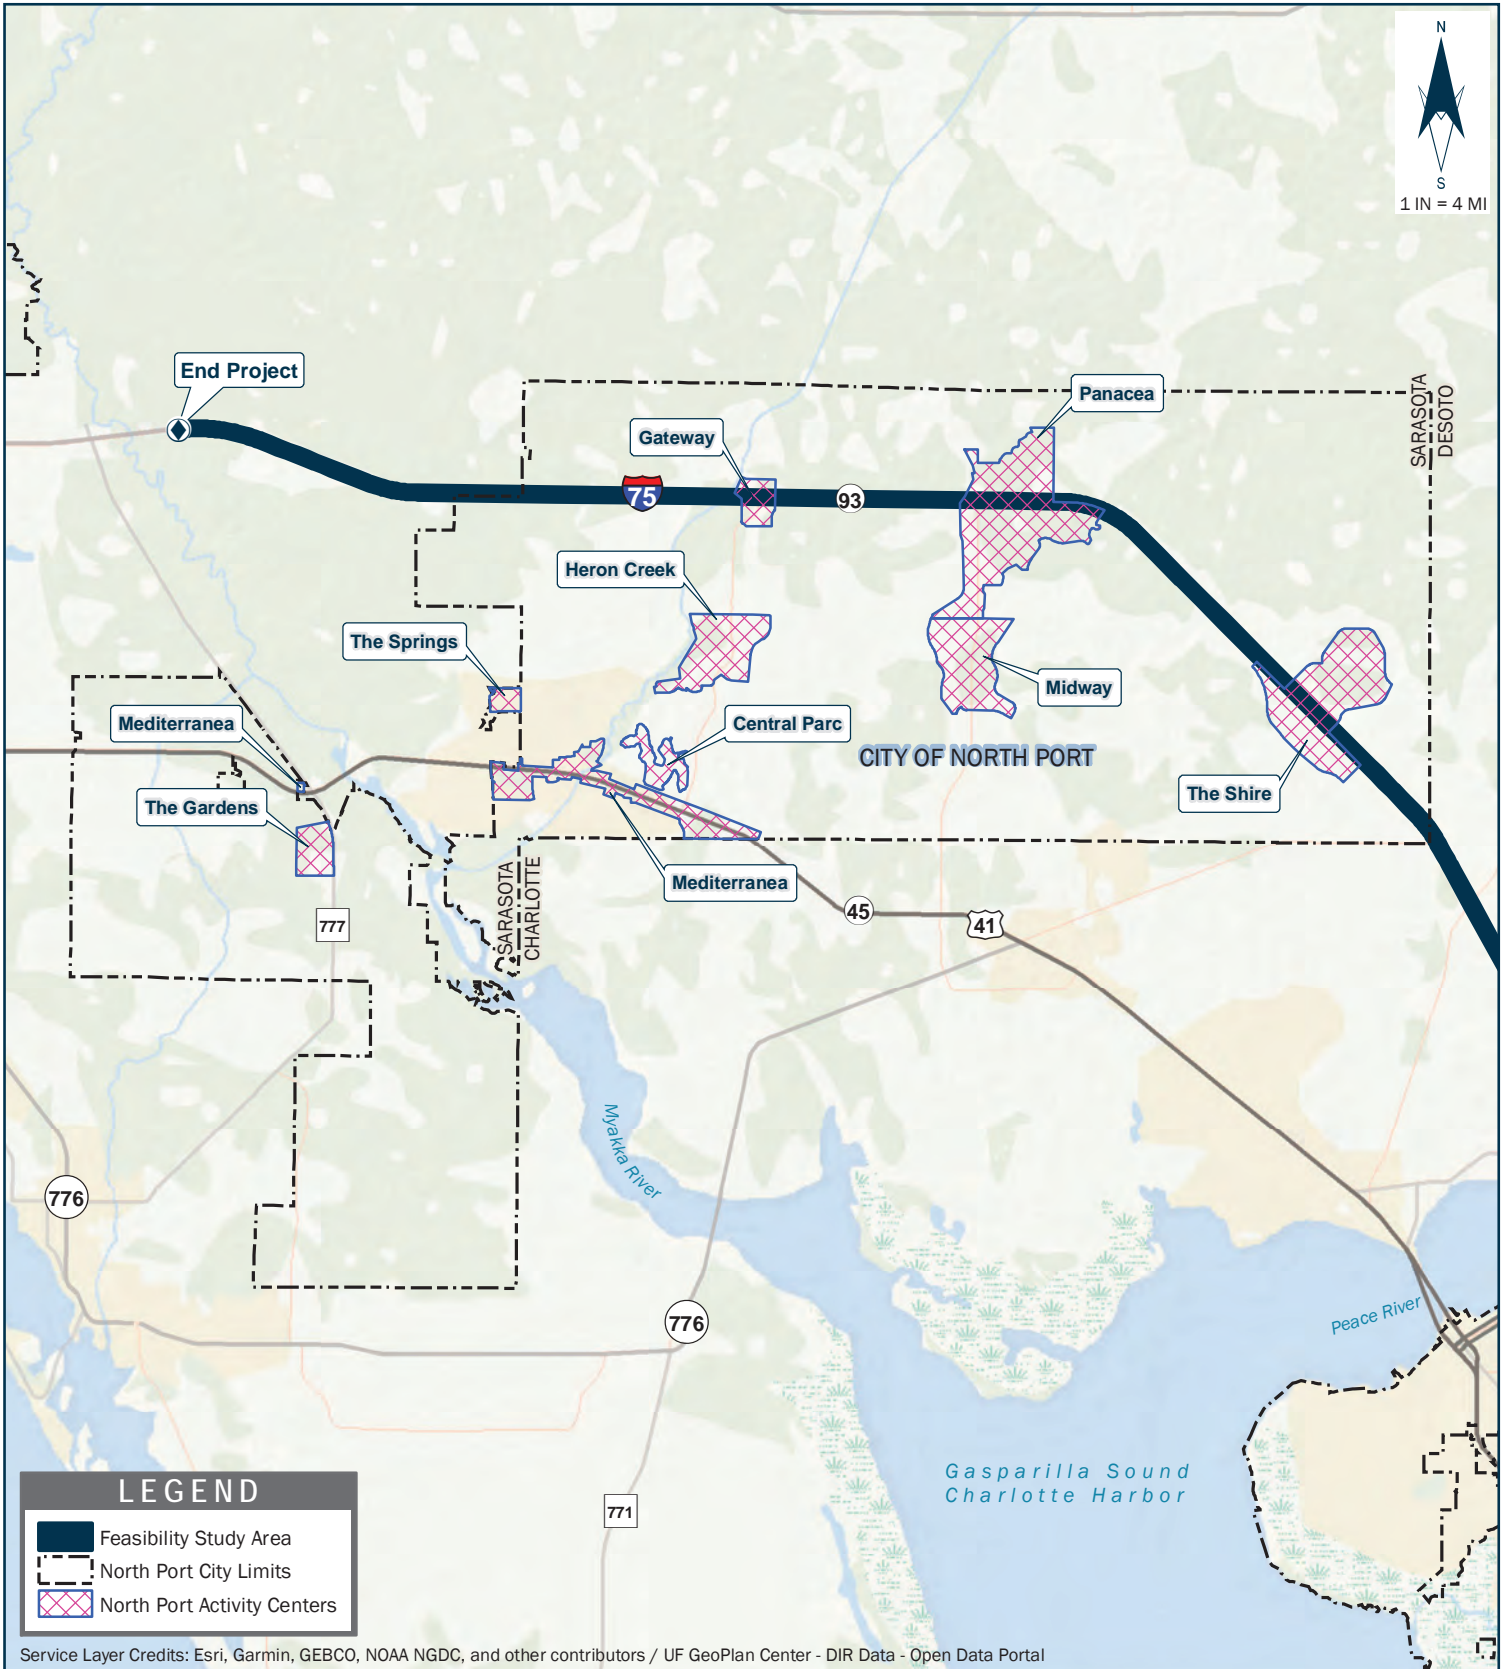 N
S
1 IN = 4 MI
End Project
Panacea
SARASOTA
DESOTO
Gateway
75
93
Heron Creek
The Springs
Midway
Mediterranea
Central Parc
CITY OF NORTH PORT
The Gardens
The Shire
Mediterranea
SARASOTA
CHARLOTTE
777
45
41
Myakka River
776
776
Peace River
Gasparilla Sound
Charlotte Harbor
771
LEGEND
Feasibility Study Area
North Port City Limits
North Port Activity Centers
Service Layer Credits: Esri, Garmin, GEBCO, NOAA NGDC, and other contributors / UF GeoPlan Center - DIR Data - Open Data Portal